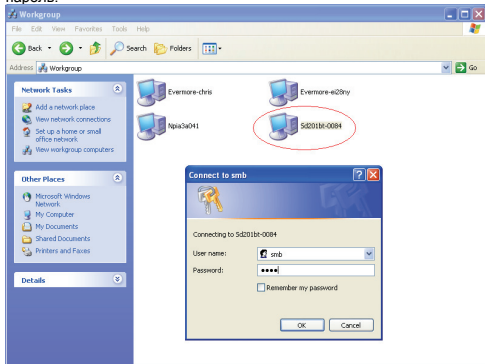 пароль.
Workgroup
File Edit View Favorites Tools Help
Back Search Folders
Address Workgroup Go
Network Tasks
Add a network place
View network connections
Set up a home or small
office network
View workgroup computers
Other Places
Microsoft Windows
Network
My Computer
My Documents
Shared Documents
Printers and Faxes
Details
Evermore-chris Evermore-ei28ny
Npia3a041 Sd201bt-0084
Connect to smb
Connecting to Sd201bt-0084
User name: smb
Password: ••••
Remember my password
OK Cancel